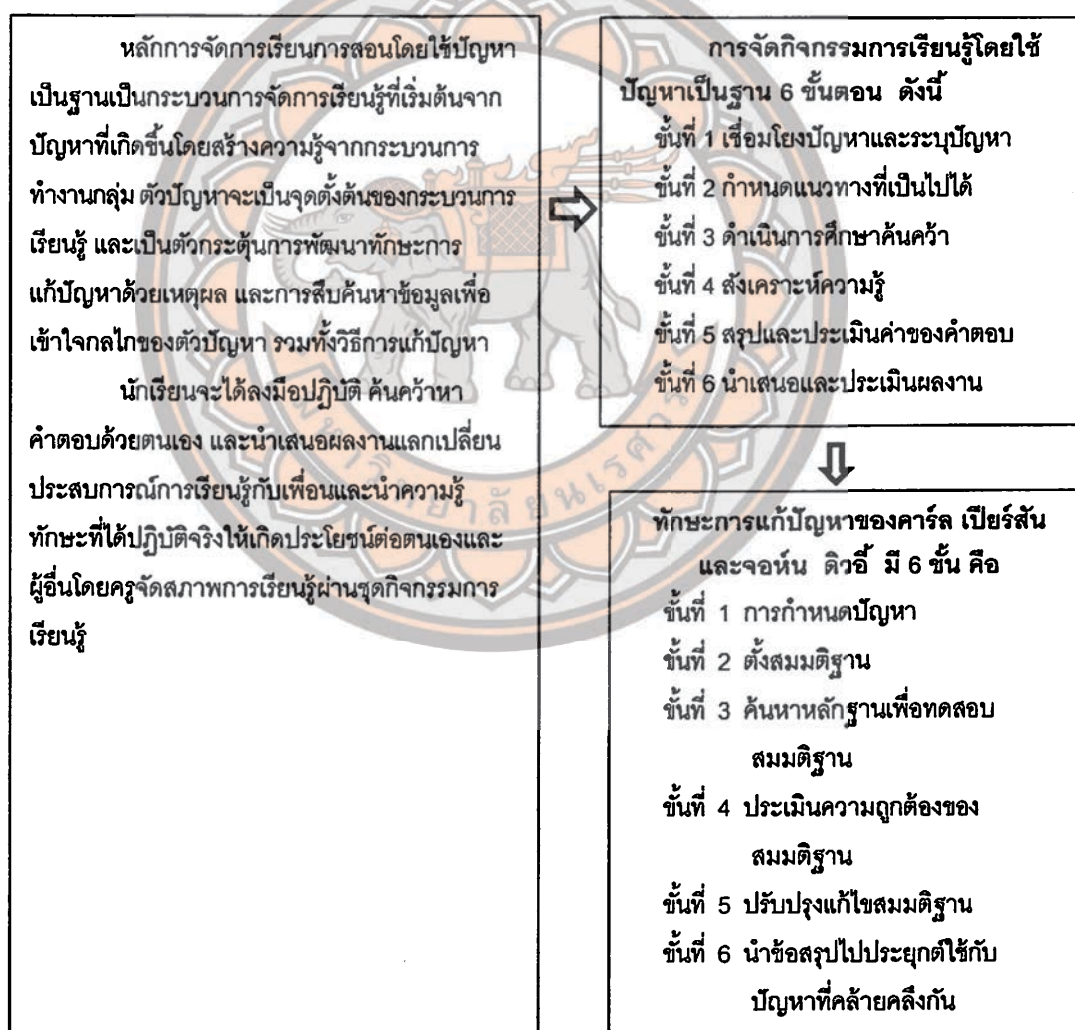 หลักการจัดการเรียนการสอนโดยใช้ปัญหา
เป็นฐานเป็นกระบวนการจัดการเรียนรู้ที่เริ่มต้นจาก
ปัญหาที่เกิดขึ้นโดยสร้างความรู้จากกระบวนการ
ทำงานกลุ่ม ตัวปัญหาจะเป็นจุดตั้งต้นของกระบวนการ
เรียนรู้ และเป็นตัวกระตุ้นการพัฒนาทักษะการ
แก้ปัญหาด้วยเหตุผล และการสืบค้นหาข้อมูลเพื่อ
เข้าใจกลไกของตัวปัญหา รวมทั้งวิธีการแก้ปัญหา
นักเรียนจะได้ลงมือปฏิบัติ ค้นคว้าหา
คำตอบด้วยตนเอง และนำเสนอผลงานแลกเปลี่ยน
ประสบการณ์การเรียนรู้กับเพื่อนและนำความรู้
ทักษะที่ได้ปฏิบัติจริงให้เกิดประโยชน์ต่อตนเองและ
ผู้อื่นโดยครูจัดสภาพการเรียนรู้ผ่านชุดกิจกรรมการ
เรียนรู้
การจัดกิจกรรมการเรียนรู้โดยใช้
ปัญหาเป็นฐาน 6 ขั้นตอน ดังนี้
ขั้นที่ 1 เชื่อมโยงปัญหาและระบุปัญหา
ขั้นที่ 2 กำหนดแนวทางที่เป็นไปได้
ขั้นที่ 3 ดำเนินการศึกษาค้นคว้า
ขั้นที่ 4 สังเคราะห์ความรู้
ขั้นที่ 5 สรุปและประเมินค่าของคำตอบ
ขั้นที่ 6 นำเสนอและประเมินผลงาน
ทักษะการแก้ปัญหาของคาร์ล เปียร์สัน
และจอห์น ดิวอี้ มี 6 ขั้น คือ
ขั้นที่ 1 การกำหนดปัญหา
ขั้นที่ 2 ตั้งสมมติฐาน
ขั้นที่ 3 ค้นหาหลักฐานเพื่อทดสอบ
สมมติฐาน
ขั้นที่ 4 ประเมินความถูกต้องของ
สมมติฐาน
ขั้นที่ 5 ปรับปรุงแก้ไขสมมติฐาน
ขั้นที่ 6 นำข้อสรุปไปประยุกต์ใช้กับ
ปัญหาที่คล้ายคลึงกัน
มหาวิทยาลัยนเรศวร